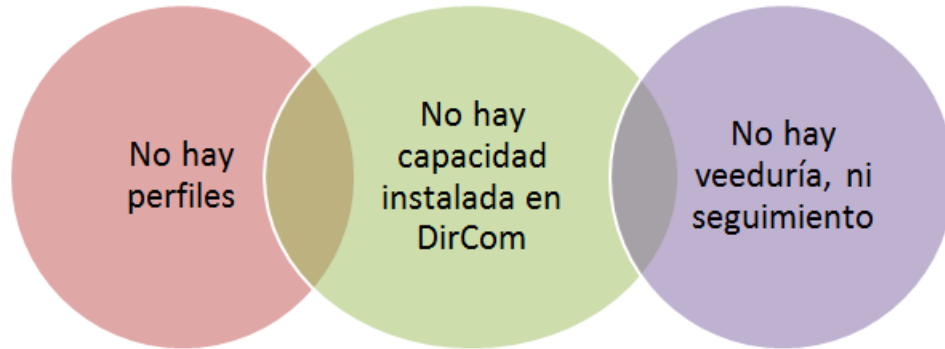 No hay
perfiles
No hay
capacidad
instalada en
DirCom
No hay
veeduría, ni
seguimiento